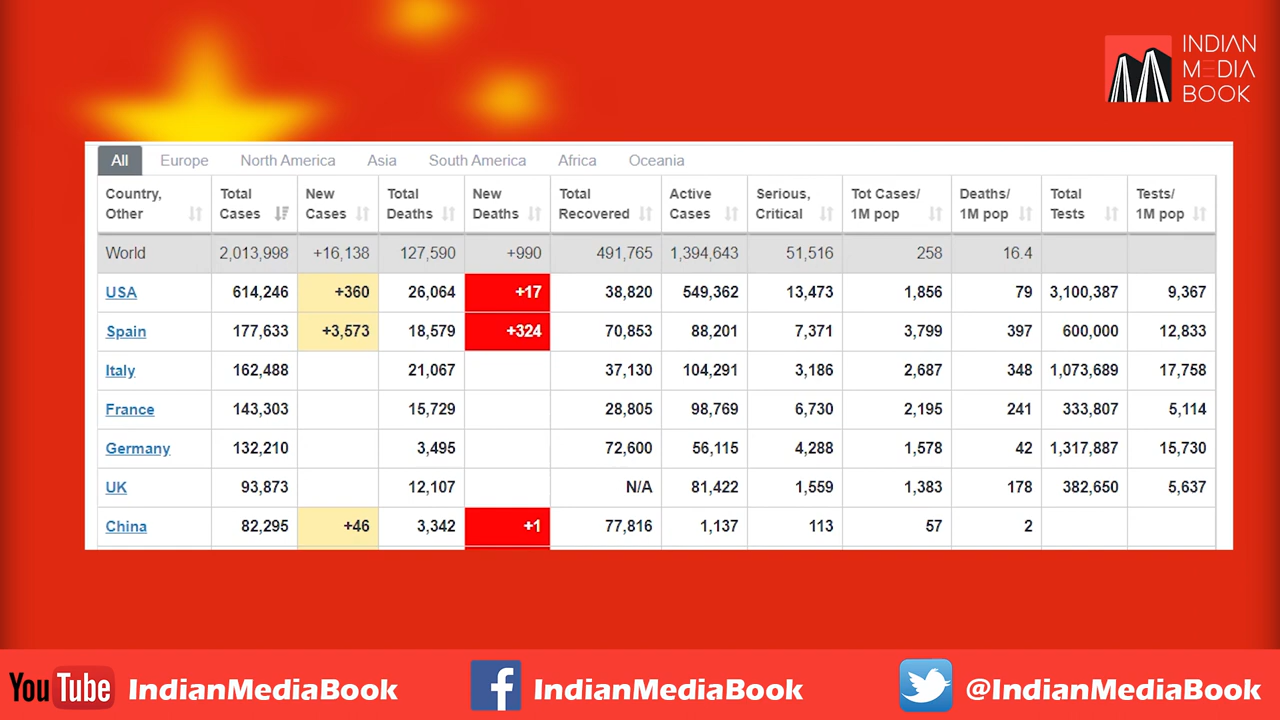 INDIAN
MEDIA
BOOK
All Europe North America Asia South America Africa Oceania
Country, Other Total Cases New Cases Total Deaths New Deaths Total Recovered Active Cases Serious, Critical Tot Cases/ 1M pop Deaths/ 1M pop Total Tests Tests/ 1M pop
World 2,013,998 +16,138 127,590 +990 491,765 1,394,643 51,516 258 16.4
USA 614,246 +360 26,064 +17 38,820 549,362 13,473 1,856 79 3,100,387 9,367
Spain 177,633 +3,573 18,579 +324 70,853 88,201 7,371 3,799 397 600,000 12,833
Italy 162,488 21,067 37,130 104,291 3,186 2,687 348 1,073,689 17,758
France 143,303 15,729 28,805 98,769 6,730 2,195 241 333,807 5,114
Germany 132,210 3,495 72,600 56,115 4,288 1,578 42 1,317,887 15,730
UK 93,873 12,107 N/A 81,422 1,559 1,383 178 382,650 5,637
China 82,295 +46 3,342 +1 77,816 1,137 113 57 2
YouTube IndianMediaBook f IndianMediaBook @IndianMediaBook